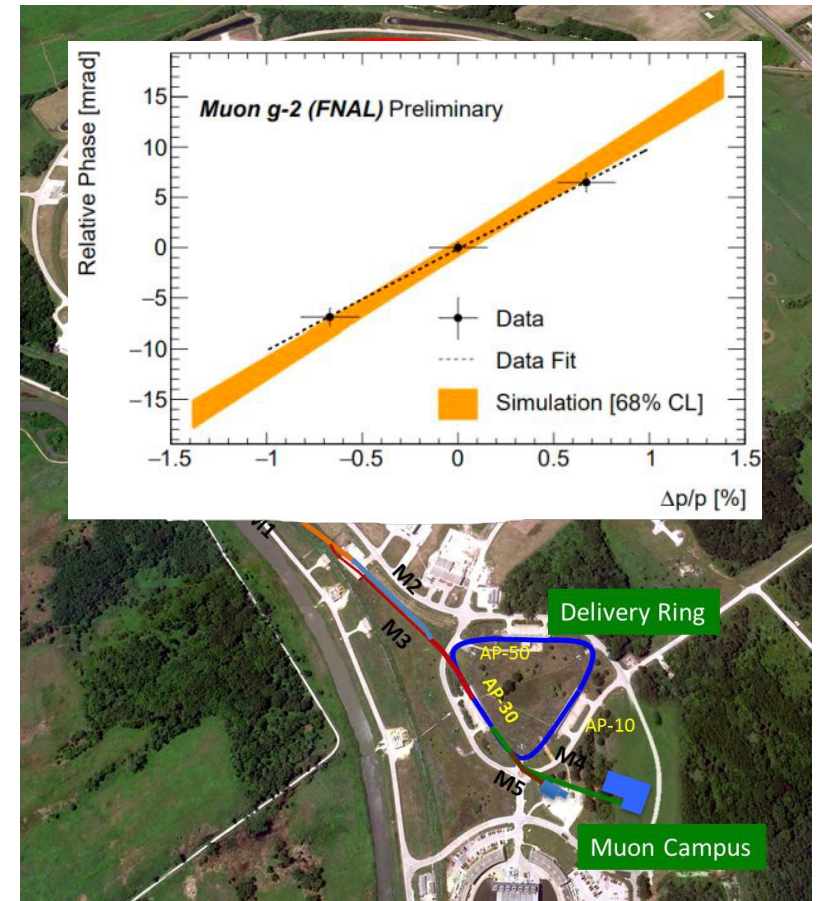 Muon g-2 (FNAL) Preliminary
Relative Phase [mrad]
15
10
5
0
−5
−10
−15
Data
Data Fit
Simulation [68% CL]
−1.5 −1 −0.5 0 0.5 1 1.5
Δp/p [%]
M2
M3
Delivery Ring
AP-50
AP-30
AP-10
M4
M5
Muon Campus